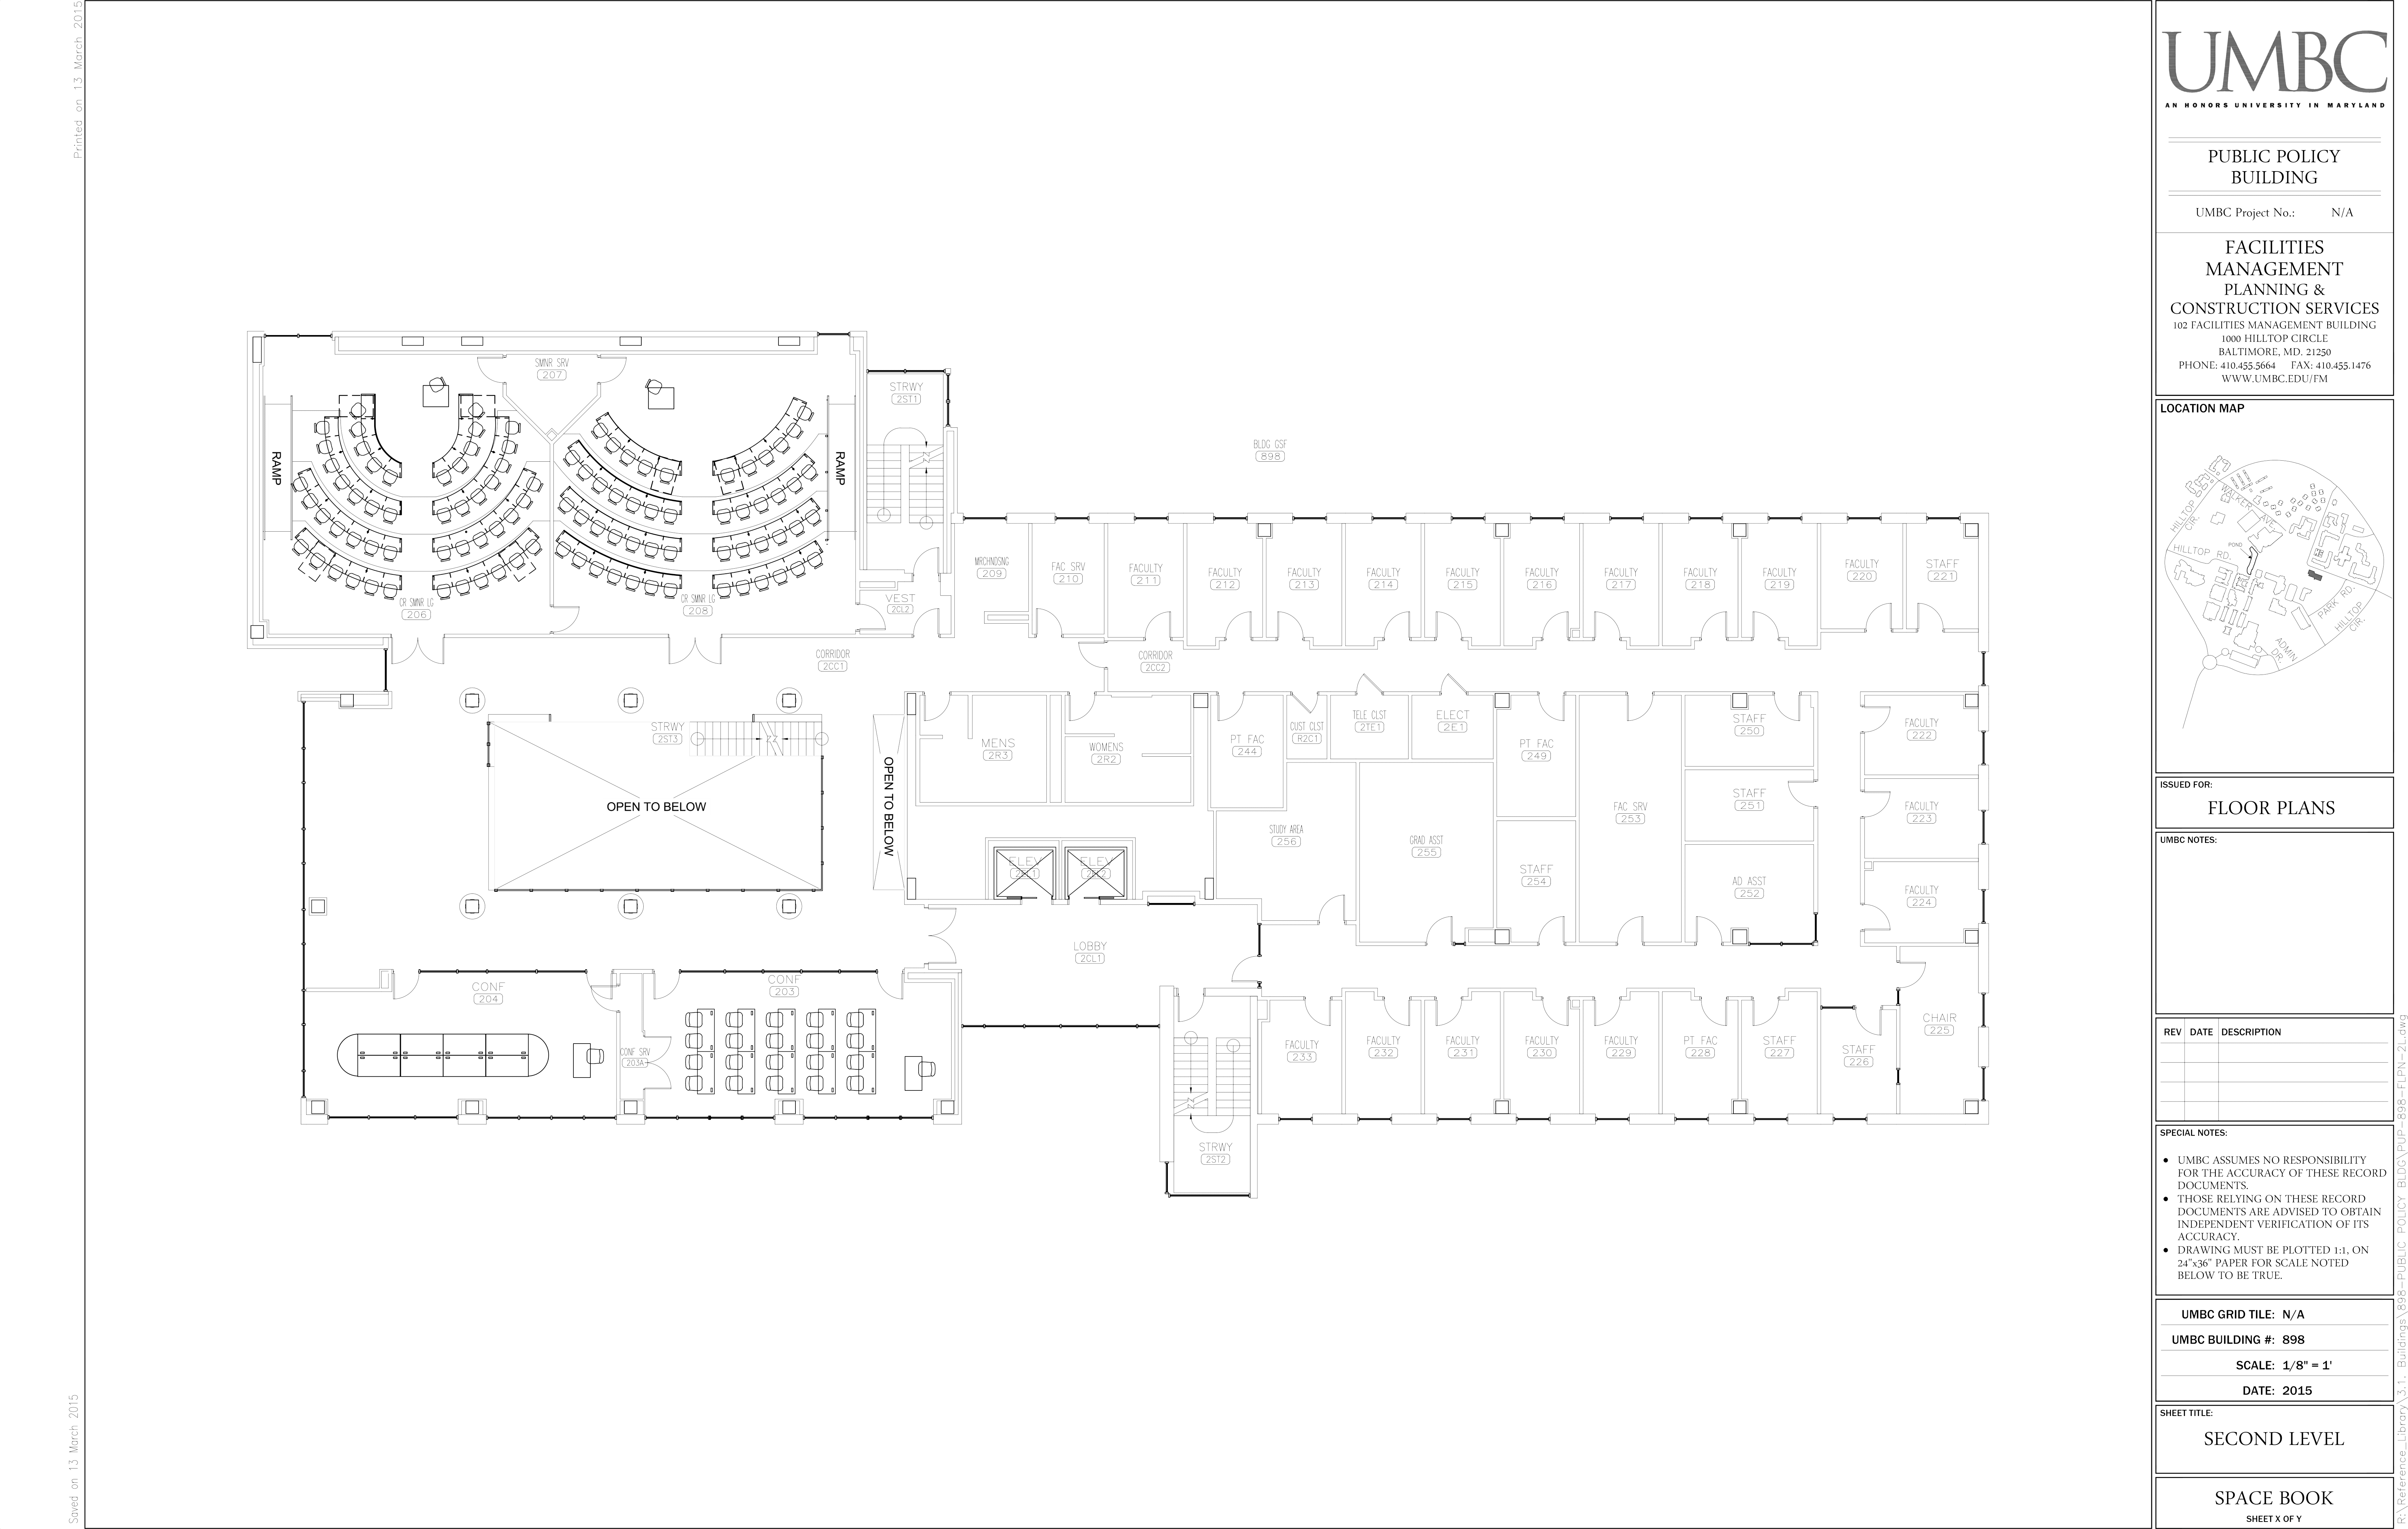 Printed on 13 March 2015
Saved on 13 March 2015
SMNR SRV
207
STRWY
2ST1
RAMP
RAMP
BLDG GSF
898
CR SMNR LG
206
CR SMNR LG
208
VEST
2CL2
MRCHNDSNG
209
FAC SRV
210
FACULTY
211
FACULTY
212
FACULTY
213
FACULTY
214
FACULTY
215
FACULTY
216
FACULTY
217
FACULTY
218
FACULTY
219
FACULTY
220
STAFF
221
CORRIDOR
2CC1
CORRIDOR
2CC2
STRWY
2ST3
OPEN TO BELOW
OPEN TO BELOW
MENS
2R3
WOMENS
2R2
PT FAC
244
CUST CLST
R2C1
TELE CLST
2TE1
ELECT
2E1
PT FAC
249
FAC SRV
253
STAFF
250
STAFF
251
AD ASST
252
FACULTY
222
FACULTY
223
FACULTY
224
STUDY AREA
256
GRAD ASST
255
STAFF
254
ELEV
ELEV
LOBBY
2CL1
CONF
204
CONF
203
CONF SRV
203A
FACULTY
233
FACULTY
232
FACULTY
231
FACULTY
230
FACULTY
229
PT FAC
228
STAFF
227
STAFF
226
CHAIR
225
STRWY
2ST2
UMBC
AN HONORS UNIVERSITY IN MARYLAND
PUBLIC POLICY
BUILDING
UMBC Project No.: N/A
FACILITIES
MANAGEMENT
PLANNING &
CONSTRUCTION SERVICES
102 FACILITIES MANAGEMENT BUILDING
1000 HILLTOP CIRCLE
BALTIMORE, MD. 21250
PHONE: 410.455.5664 FAX: 410.455.1476
WWW.UMBC.EDU/FM
LOCATION MAP
HILLTOP
CIR.
WALKER AVE.
POND
HILLTOP RD.
PARK RD.
HILLTOP
CIR.
ADMIN
DR.
ISSUED FOR:
FLOOR PLANS
UMBC NOTES:
REV DATE DESCRIPTION
SPECIAL NOTES:
● UMBC ASSUMES NO RESPONSIBILITY
FOR THE ACCURACY OF THESE RECORD
DOCUMENTS.
● THOSE RELYING ON THESE RECORD
DOCUMENTS ARE ADVISED TO OBTAIN
INDEPENDENT VERIFICATION OF ITS
ACCURACY.
● DRAWING MUST BE PLOTTED 1:1, ON
24"x36" PAPER FOR SCALE NOTED
BELOW TO BE TRUE.
UMBC GRID TILE: N/A
UMBC BUILDING #: 898
SCALE: 1/8" = 1'
DATE: 2015
SHEET TITLE:
SECOND LEVEL
SPACE BOOK
SHEET X OF Y
R:\Reference_Library\3.1. Buildings\898-PUBLIC POLICY BLDG\PUP-898-FLPN-2L.dwg